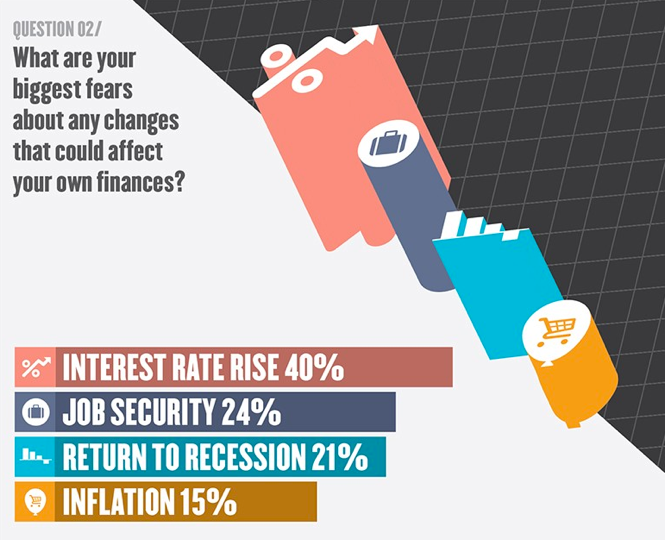 QUESTION 02/
What are your
biggest fears
about any changes
that could affect
your own finances?
INTEREST RATE RISE 40%
JOB SECURITY 24%
RETURN TO RECESSION 21%
INFLATION 15%